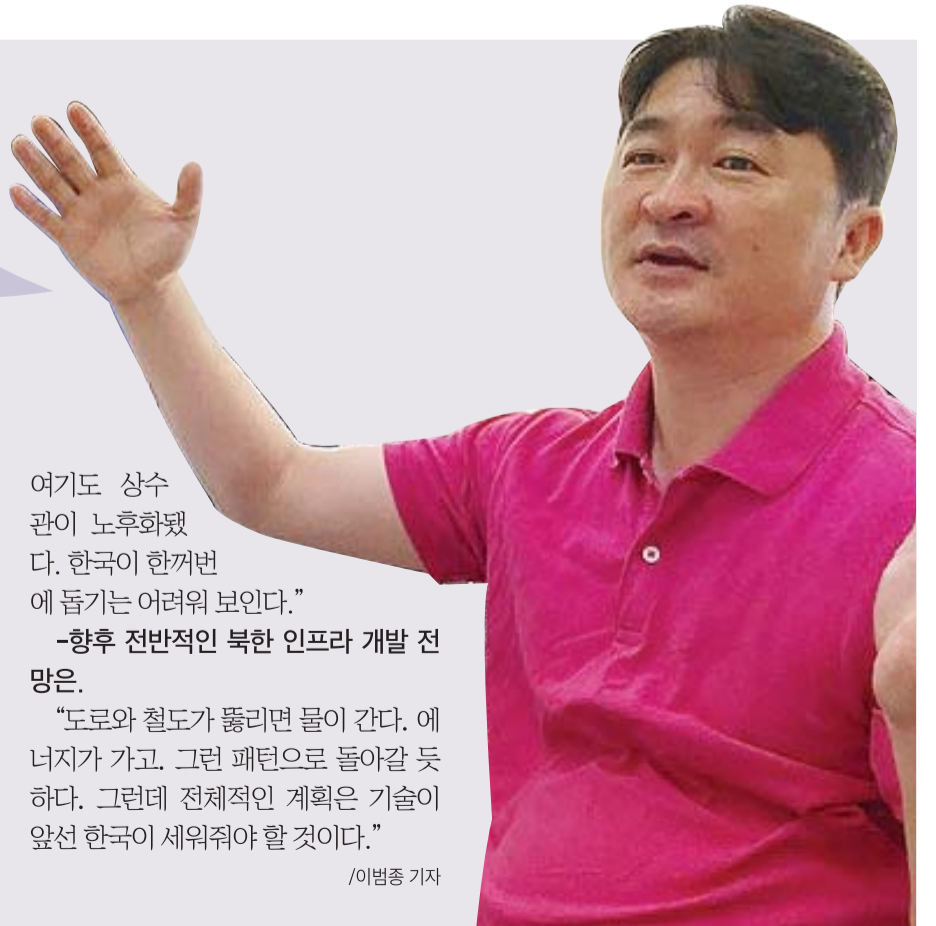 여기도 상수
관이 노후화됐
다. 한국이 한꺼번
에 돕기는 어려워 보인다.”
-향후 전반적인 북한 인프라 개발 전
망은.
“도로와 철도가 뚫리면 물이 간다. 에
너지가 가고. 그런 패턴으로 돌아갈 듯
하다. 그런데 전체적인 계획은 기술이
앞선 한국이 세워줘야 할 것이다.”
/이범종 기자